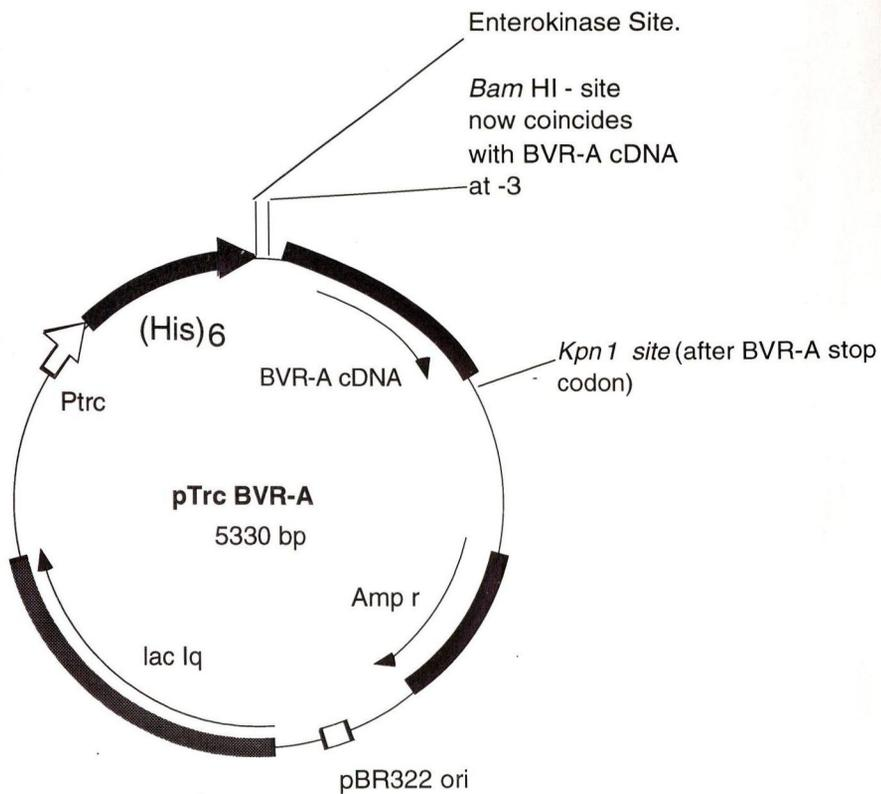 Enterokinase Site.
Bam HI - site
now coincides
with BVR-A cDNA
at -3
(His)6
BVR-A cDNA
Kpn1 site (after BVR-A stop
codon)
Ptrc
pTrc BVR-A
5330 bp
Amp r
lac Iq
pBR322 ori